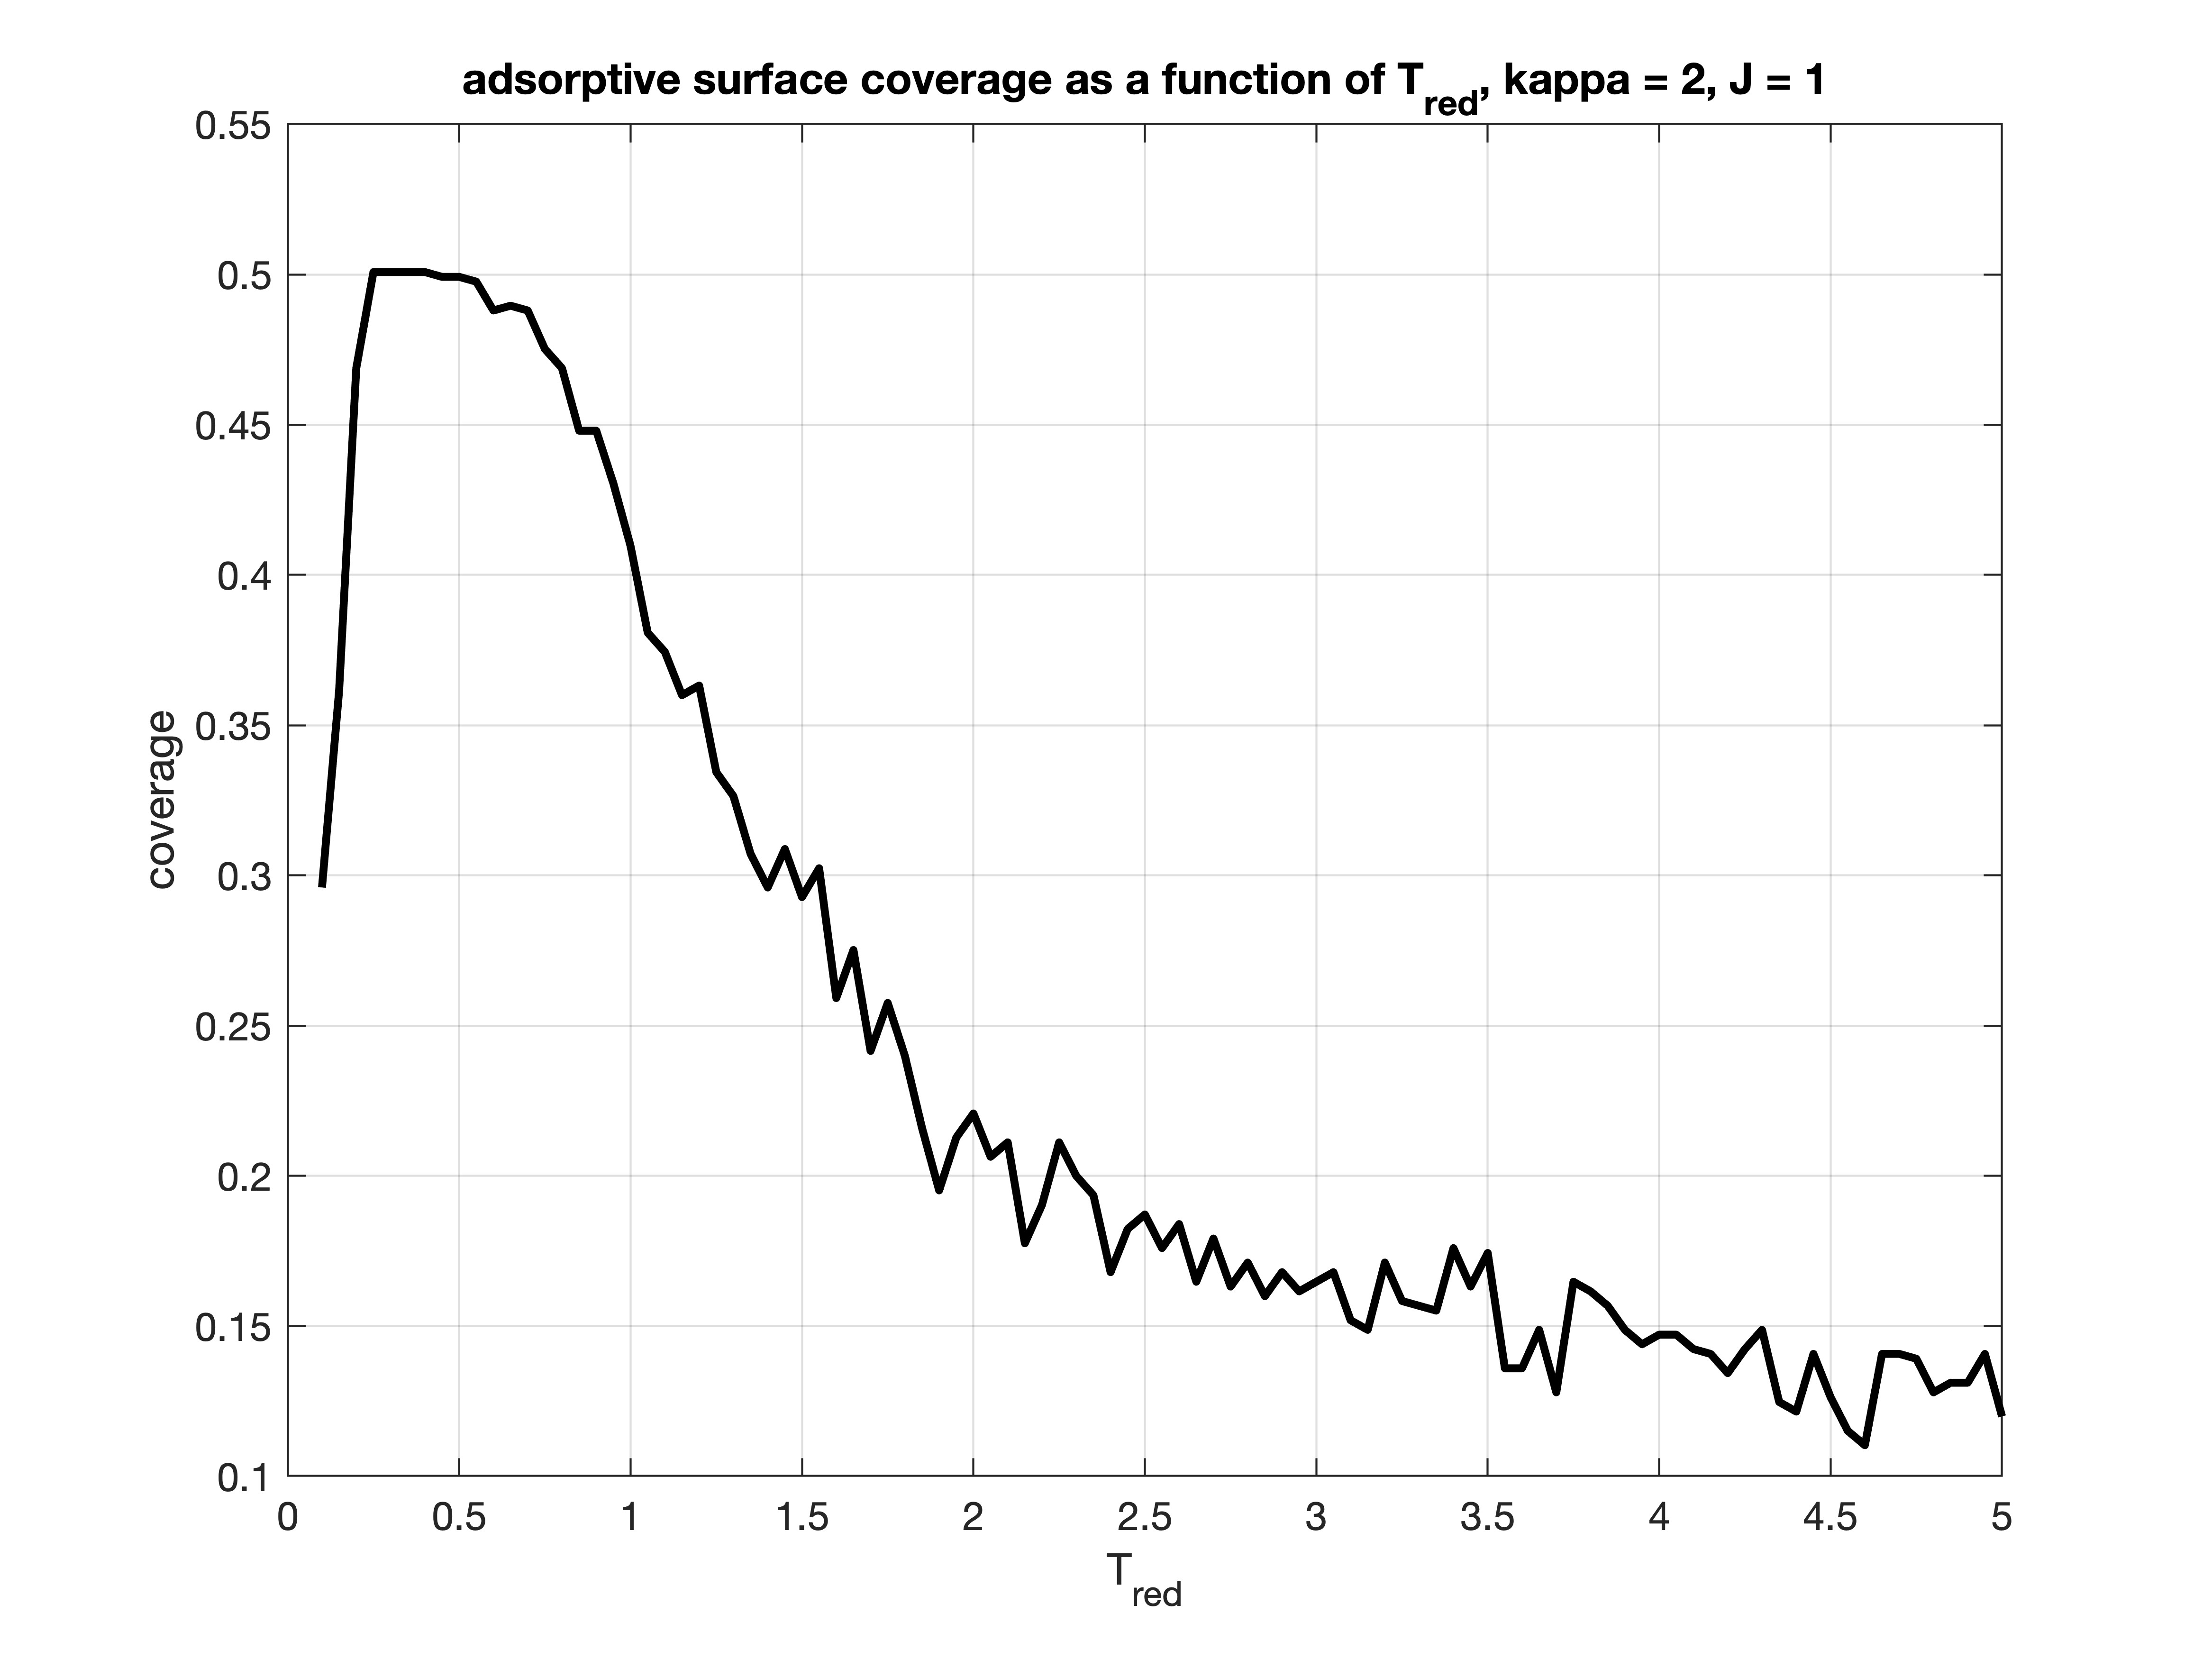 adsorptive surface coverage as a function of T_red, kappa = 2, J = 1
0.55
0.5
0.45
0.4
0.35
0.3
0.25
0.2
0.15
0.1
coverage
0 0.5 1 1.5 2 2.5 3 3.5 4 4.5 5
T_red